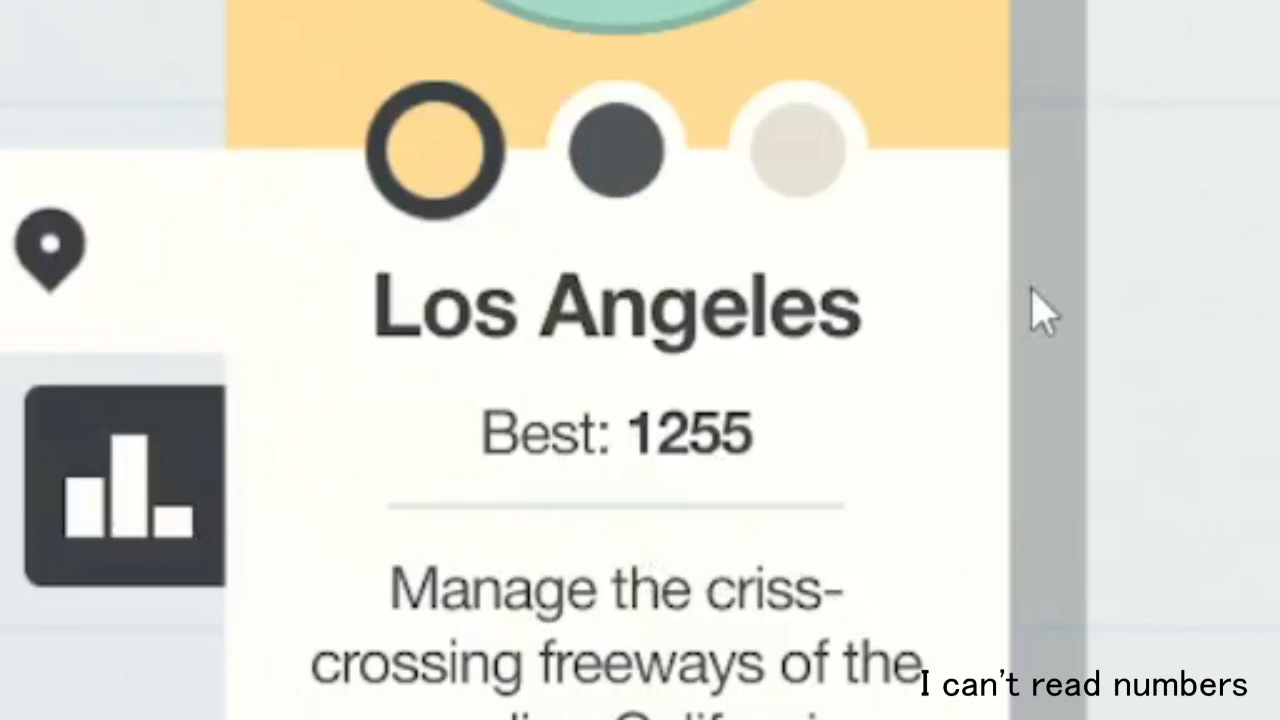 Los Angeles
Best: 1255
Manage the criss-
crossing freeways of the
I can't read numbers